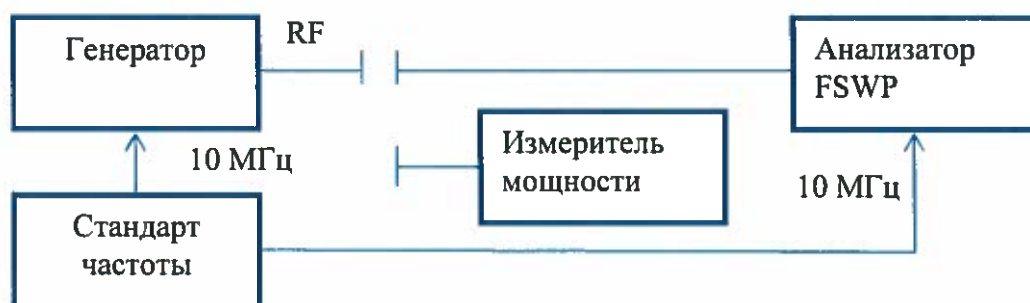 Генератор
RF
Анализатор
FSWP
10 МГц
Измеритель
мощности
10 МГц
Стандарт
частоты